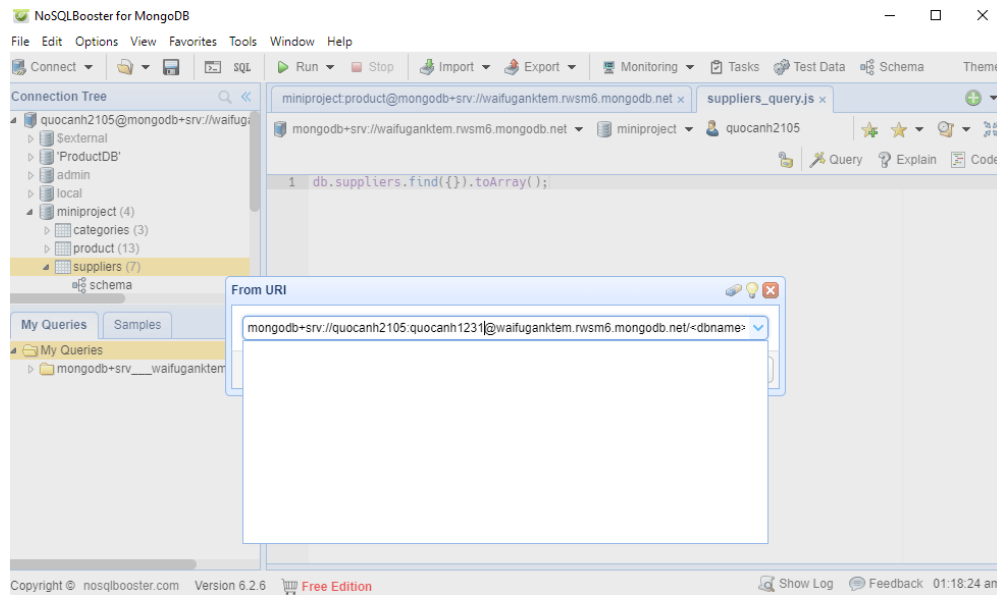 NoSQLBooster for MongoDB
File Edit Options View Favorites Tools Window Help
Connect SQL Run Stop Import Export Monitoring Tasks Test Data Schema Theme
Connection Tree
miniproject:product@mongodb+srv://waifuganktem.rwsm6.mongodb.net × suppliers_query.js ×
quocanh2105@mongodb+srv://waifuga
mongodb+srv://waifuganktem.rwsm6.mongodb.net miniproject quocanh2105
$external
'ProductDB'
Query Explain Code
admin
local
1 db.suppliers.find({}).toArray();
miniproject (4)
categories (3)
product (13)
suppliers (7)
schema
From URI
mongodb+srv://quocanh2105:quocanh1231@waifuganktem.rwsm6.mongodb.net/<dbname>
My Queries Samples
My Queries
mongodb+srv___waifuganktem
Copyright © nosqlbooster.com Version 6.2.6 Free Edition Show Log Feedback 01:18:24 am